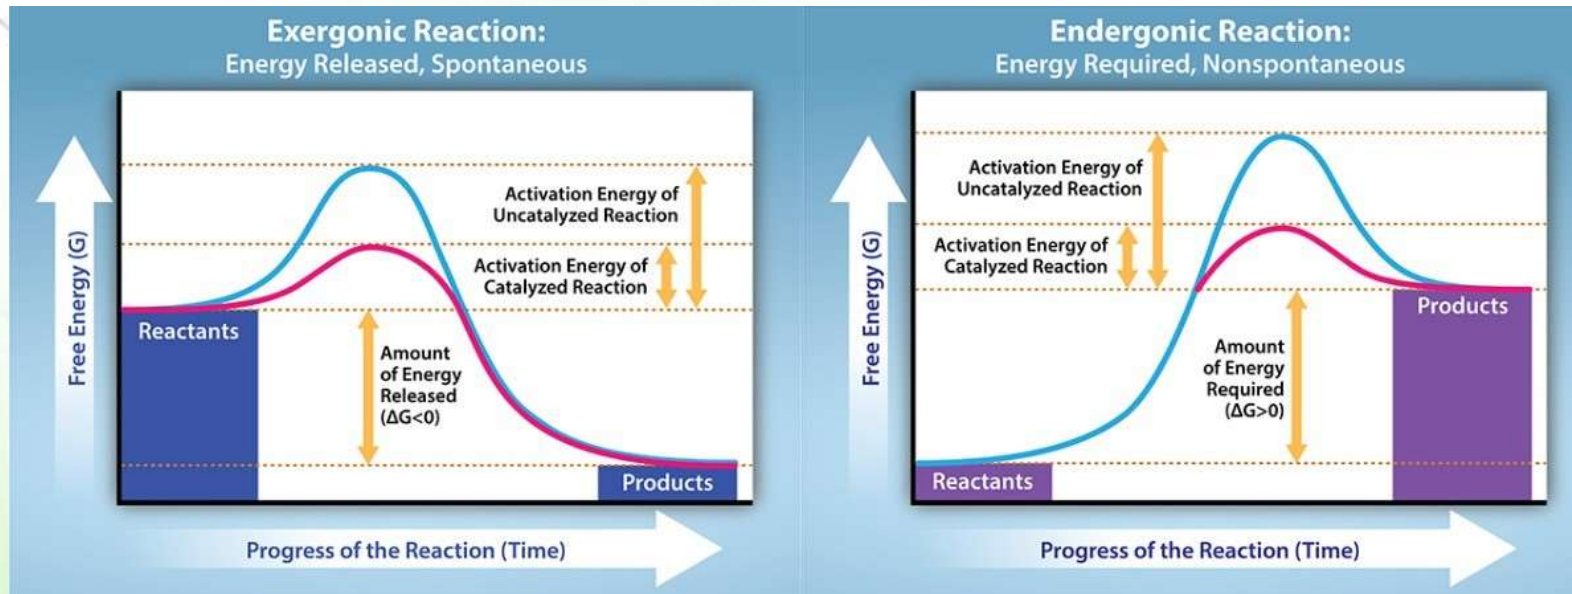 Exergonic Reaction:
Energy Released, Spontaneous
Free Energy (G)
Activation Energy of
Uncatalyzed Reaction
Activation Energy of
Catalyzed Reaction
Reactants
Amount
of Energy
Released
(ΔG<0)
Products
Progress of the Reaction (Time)
Endergonic Reaction:
Energy Required, Nonspontaneous
Free Energy (G)
Activation Energy of
Uncatalyzed Reaction
Activation Energy of
Catalyzed Reaction
Products
Amount
of Energy
Required
(ΔG>0)
Reactants
Progress of the Reaction (Time)